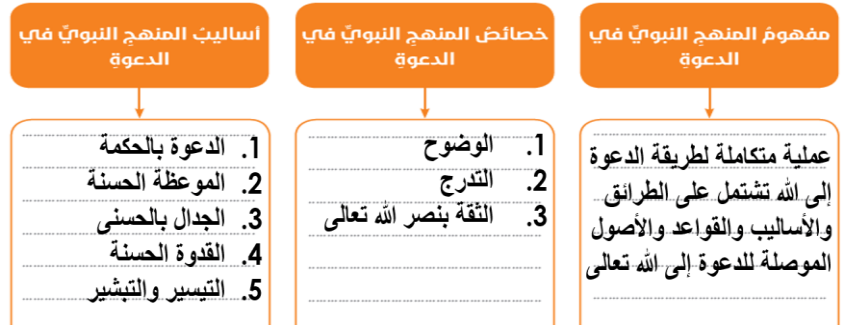 مفهومُ المنهجِ النبويِّ في
الدعوةِ
عملية متكاملة لطريقة الدعوة
إلى الله تشتمل على الطرائق
والأساليب والقواعد والأصول
الموصلة للدعوة إلى الله تعالى
خصائصُ المنهجِ النبويِّ في
الدعوةِ
1. الوضوح
2. التدرج
3. الثقة بنصر الله تعالى
أساليبُ المنهجِ النبويِّ في
الدعوةِ
1. الدعوة بالحكمة
2. الموعظة الحسنة
3. الجدال بالحسنى
4. القدوة الحسنة
5. التيسير والتبشير